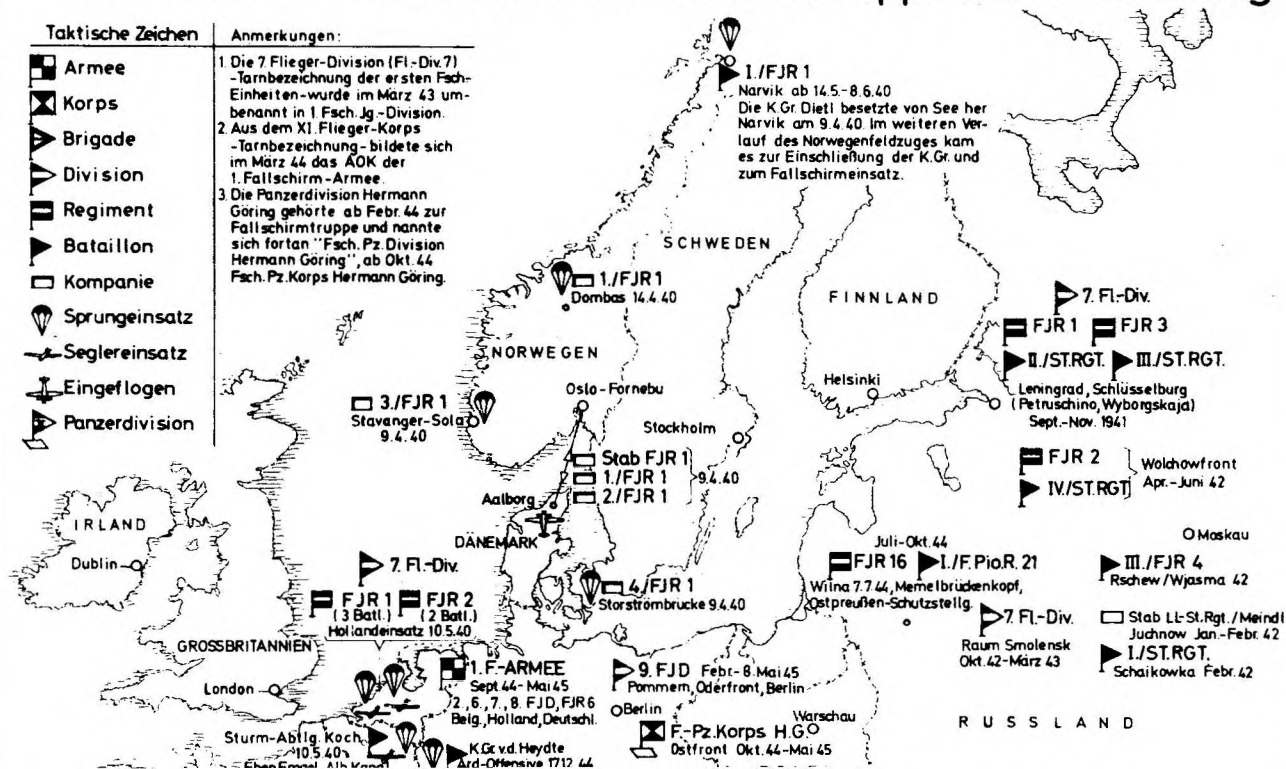 Taktische Zeichen
Armee
Korps
Brigade
Division
Regiment
Bataillon
Kompanie
Sprungeinsatz
Seglereinsatz
Eingeflogen
Panzerdivision
Anmerkungen:
1. Die 7. Flieger-Division (Fl.-Div.7)
-Tarnbezeichnung der ersten Fsch-
Einheiten-wurde im März 43 um-
benannt in 1. Fsch. Jg.-Division.
2. Aus dem XI. Flieger-Korps
-Tarnbezeichnung-bildete sich
im März 44 das AOK der
1. Fallschirm-Armee.
3. Die Panzerdivision Hermann
Göring gehörte ab Febr. 44 zur
Fallschirmtruppe und nannte
sich fortan "Fsch. Pz. Division
Hermann Göring", ab Okt. 44
Fsch. Pz. Korps Hermann Göring.
I./FJR 1
Narvik ab 14.5.-8.6.40
Die K.Gr. Dietl besetzte von See her
Narvik am 9.4.40. Im weiteren Ver-
lauf des Norwegenfeldzuges kam
es zur Einschließung der K.Gr. und
zum Fallschirmeinsatz.
SCHWEDEN
1./FJR 1
Dombas 14.4.40
FINNLAND
NORWEGEN
7. Fl.-Div.
FJR 1 FJR 3
II./ST.RGT. III./ST.RGT.
Leningrad, Schlüsselburg
(Petruschino, Wyborgskaja)
Sept.-Nov. 1941
Helsinki
Oslo-Fornebu
3./FJR 1
Stavanger-Sola
9.4.40
Stockholm
Stab FJR 1
1./FJR 1
2./FJR 1
9.4.40
Aalborg
FJR 2
IV./ST.RGT
Wolchowfront
Apr.-Juni 42
IRLAND
Dublin
DÄNEMARK
Juli-Okt. 44
FJR 16 I./F.Pio.R. 21
Wilna 7.7.44, Memelbrückenkopf,
Ostpreußen-Schutzstellg.
Moskau
III./FJR 4
Rschew/Wjasma 42
7. Fl.-Div.
FJR 1 FJR 2
(3 Batl.) (2 Batl.)
Hollandeinsatz 10.5.40
4./FJR 1
Storströmbrücke 9.4.40
7. Fl.-Div.
Raum Smolensk
Okt. 42-März 43
Stab LL-St.Rgt./Meindl
Juchnow Jan.-Febr. 42
I./ST.RGT.
Schaikowka Febr. 42
GROSSBRITANNIEN
London
1. F.-ARMEE
Sept. 44-Mai 45
2., 6., 7., 8. FJD, FJR 6
Belg., Holland, Deutschl.
9. FJD Febr.-8. Mai 45
Pommern, Oderfront, Berlin
Berlin
Warschau
F.-Pz.Korps H.G.
Ostfront Okt. 44-Mai 45
RUSSLAND
Sturm-Abtlg. Koch
10.5.40
K.Gr. v.d. Heydte
Ard-Offensive 17.12.44